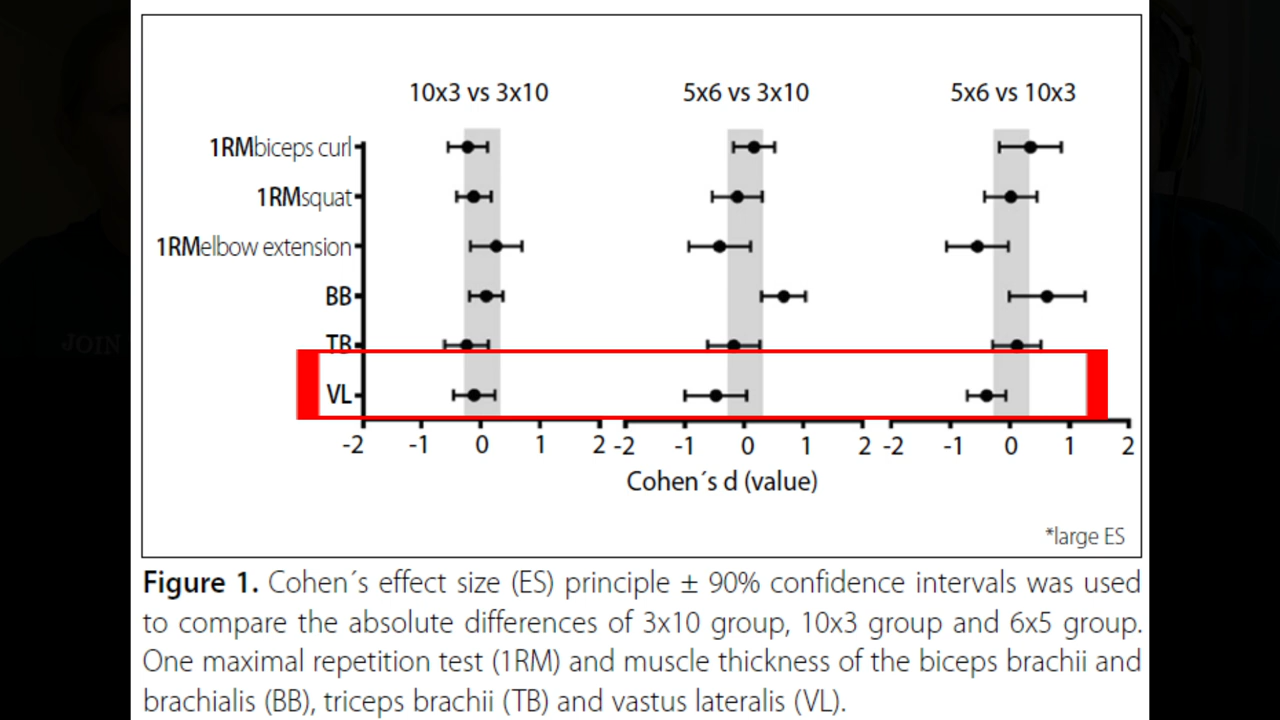 10x3 vs 3x10 5x6 vs 3x10 5x6 vs 10x3
1RMbiceps curl
1RMsquat
1RMelbow extension
BB
TB
VL
-2 -1 0 1 2 -2 -1 0 1 2 -2 -1 0 1 2
Cohen´s d (value)
*large ES
Figure 1. Cohen´s effect size (ES) principle ± 90% confidence intervals was used
to compare the absolute differences of 3x10 group, 10x3 group and 6x5 group.
One maximal repetition test (1RM) and muscle thickness of the biceps brachii and
brachialis (BB), triceps brachii (TB) and vastus lateralis (VL).
JOIN